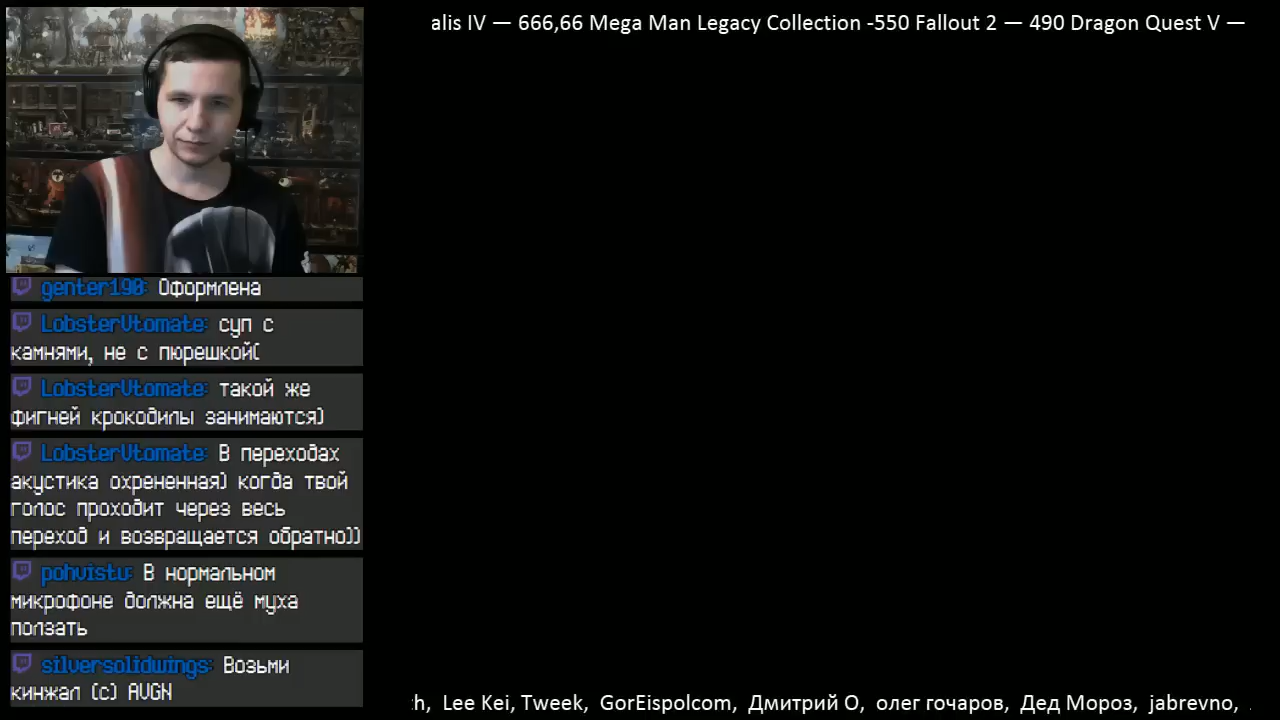 alis IV — 666,66 Mega Man Legacy Collection -550 Fallout 2 — 490 Dragon Quest V —
genter190: Оформлена
LobsterVtomate: суп с
камнями, не с пюрешкой(
LobsterVtomate: такой же
фигней крокодилы занимаются)
LobsterVtomate: В переходах
акустика охрененная) когда твой
голос проходит через весь
переход и возвращается обратно))
pohvistu: В нормальном
микрофоне должна ещё муха
ползать
silversolidwings: Возьми
кинжал (c) AVGN
h, Lee Kei, Tweek, GorEispolcom, Дмитрий О, олег гочаров, Дед Мороз, jabrevno,